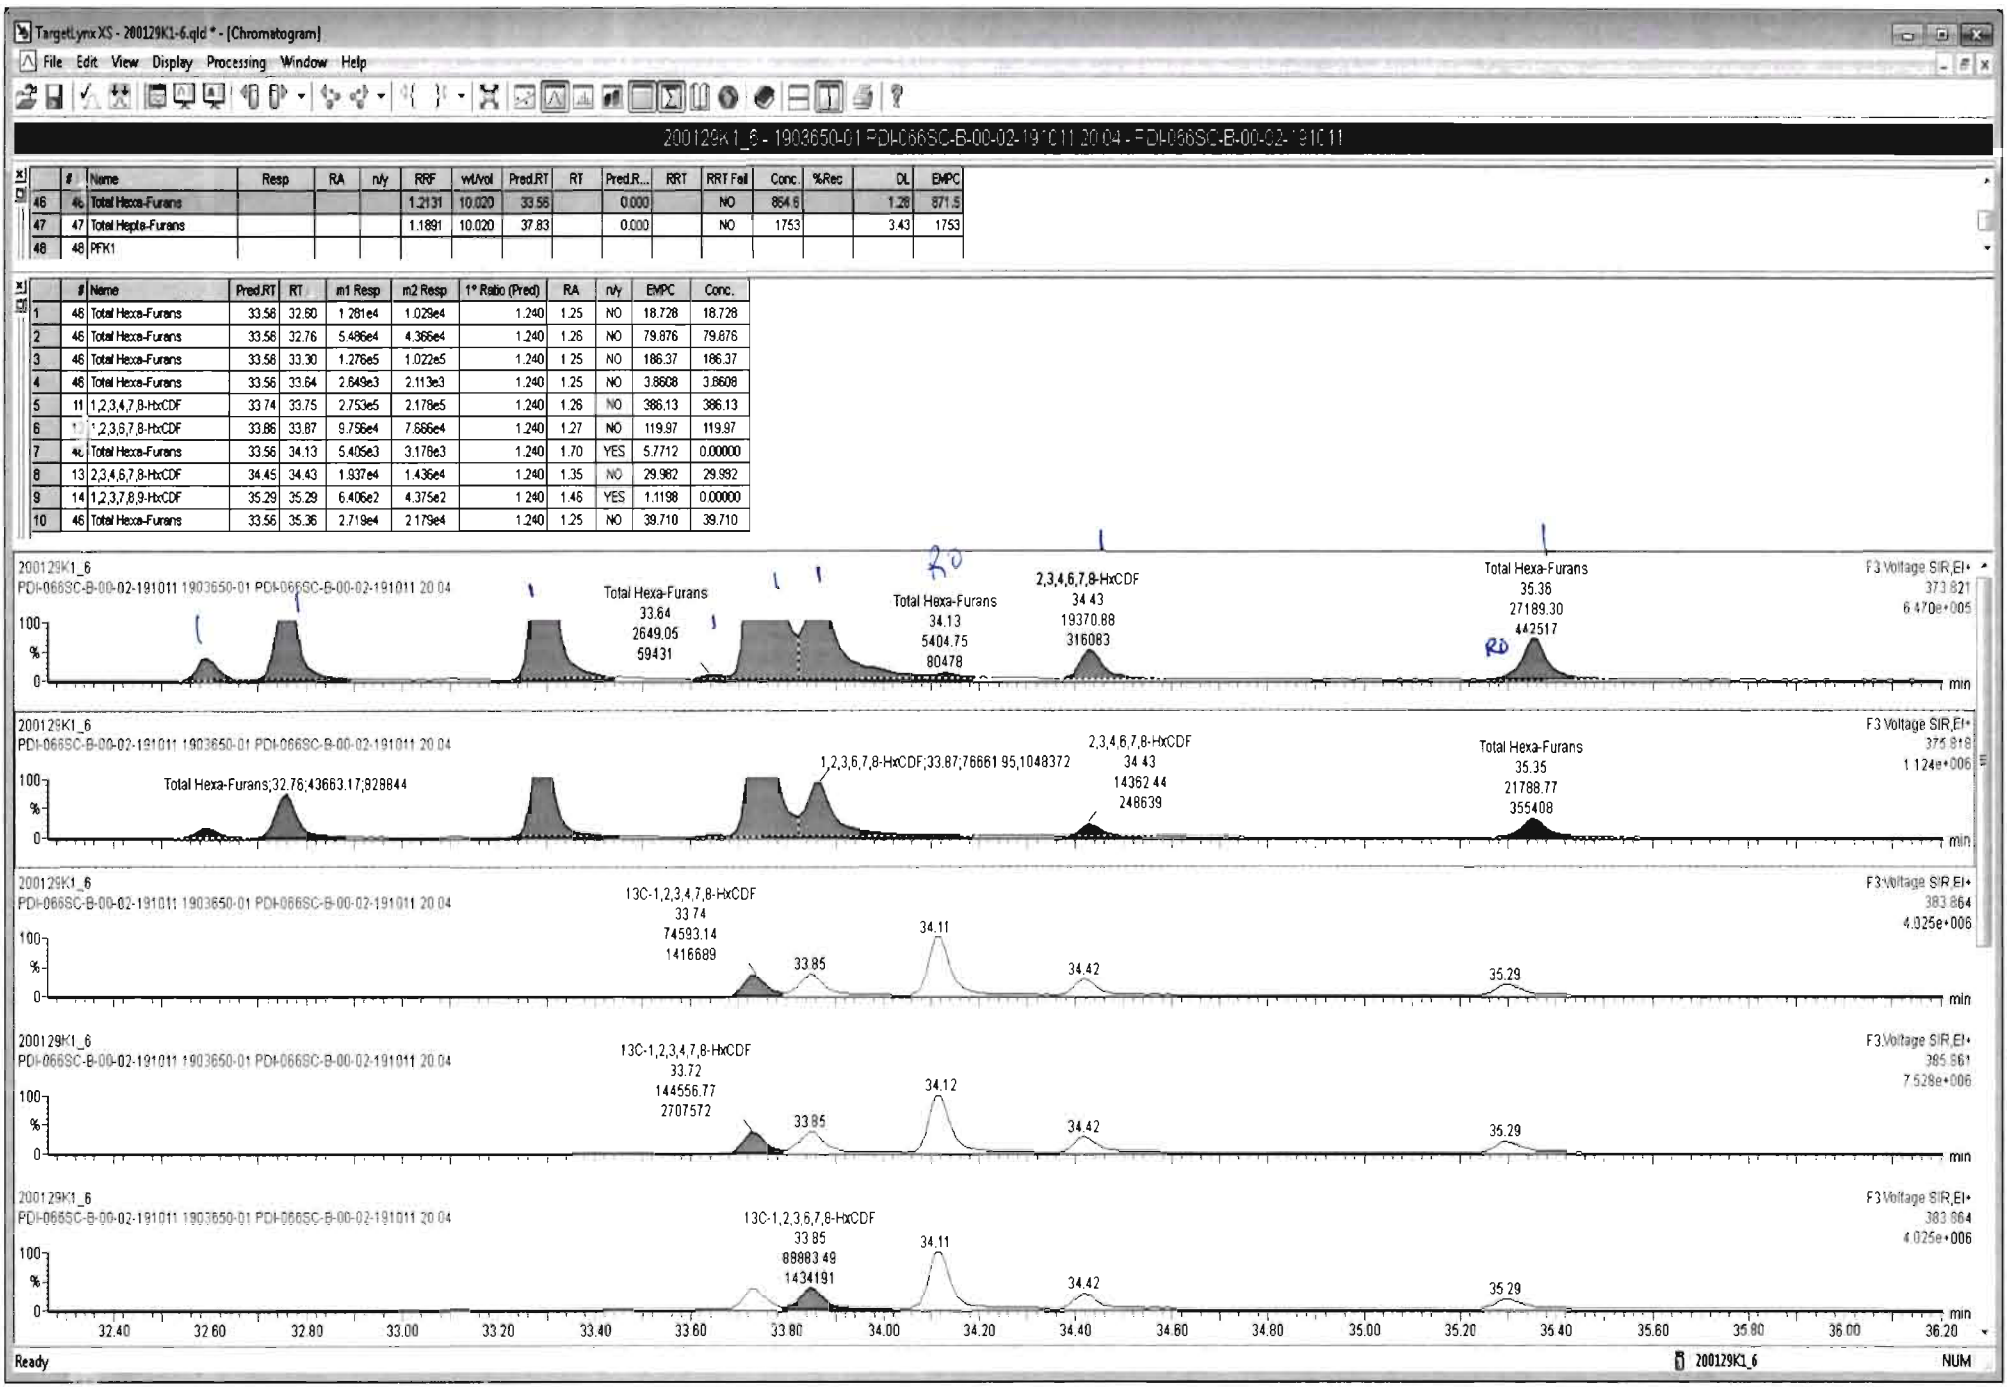 TargetLynx XS - 200129K1-6.qld * - [Chromatogram]
File Edit View Display Processing Window Help
200129K1_6 - 1903650-01 PDI-066SC-B-00-02-191011 20.04 - PDI-066SC-B-00-02-191011
# Name Resp RA n/y RRF wt/vol Pred.RT RT Pred.R... RRT RRT Fail Conc. %Rec DL EMPC
46 46 Total Hexa-Furans 1.2131 10.020 33.56 0.000 NO 864.6 1.28 871.5
47 47 Total Hepta-Furans 1.1891 10.020 37.83 0.000 NO 1753 3.43 1753
48 48 PFK1
# Name Pred.RT RT m1 Resp m2 Resp 1° Ratio (Pred) RA n/y EMPC Conc.
1 46 Total Hexa-Furans 33.56 32.60 1.281e4 1.029e4 1.240 1.25 NO 18.728 18.728
2 46 Total Hexa-Furans 33.56 32.76 5.486e4 4.366e4 1.240 1.26 NO 79.876 79.876
3 46 Total Hexa-Furans 33.56 33.30 1.276e5 1.022e5 1.240 1.25 NO 186.37 186.37
4 46 Total Hexa-Furans 33.56 33.64 2.649e3 2.113e3 1.240 1.25 NO 3.8608 3.8608
5 11 1,2,3,4,7,8-HxCDF 33.74 33.75 2.753e5 2.178e5 1.240 1.26 NO 386.13 386.13
6 1,2,3,6,7,8-HxCDF 33.86 33.87 9.756e4 7.666e4 1.240 1.27 NO 119.97 119.97
7 Total Hexa-Furans 33.56 34.13 5.405e3 3.178e3 1.240 1.70 YES 5.7712 0.00000
8 13 2,3,4,6,7,8-HxCDF 34.45 34.43 1.937e4 1.436e4 1.240 1.35 NO 29.982 29.982
9 14 1,2,3,7,8,9-HxCDF 35.29 35.29 6.406e2 4.375e2 1.240 1.46 YES 1.1198 0.00000
10 46 Total Hexa-Furans 33.56 35.36 2.719e4 2.179e4 1.240 1.25 NO 39.710 39.710
200129K1_6
PDI-066SC-B-00-02-191011 1903650-01 PDI-066SC-B-00-02-191011 20.04
F3:Voltage SIR,EI+
373.821
6.470e+005
Total Hexa-Furans
33.64
2649.05
59431
RD
Total Hexa-Furans
34.13
5404.75
80478
2,3,4,6,7,8-HxCDF
34.43
19370.88
316083
Total Hexa-Furans
35.36
27189.30
442517
RD
100
%
0
min
200129K1_6
PDI-066SC-B-00-02-191011 1903650-01 PDI-066SC-B-00-02-191011 20.04
F3:Voltage SIR,EI+
375.818
1.124e+006
Total Hexa-Furans;32.76;43663.17;828844
1,2,3,6,7,8-HxCDF;33.87;76661.95;1048372
2,3,4,6,7,8-HxCDF
34.43
14362.44
248639
Total Hexa-Furans
35.35
21788.77
355408
100
%
0
min
200129K1_6
PDI-066SC-B-00-02-191011 1903650-01 PDI-066SC-B-00-02-191011 20.04
F3:Voltage SIR,EI+
383.864
4.025e+006
13C-1,2,3,4,7,8-HxCDF
33.74
74593.14
1416689
33.85 34.11 34.42 35.29
100
%
0
min
200129K1_6
PDI-066SC-B-00-02-191011 1903650-01 PDI-066SC-B-00-02-191011 20.04
F3:Voltage SIR,EI+
385.861
7.528e+006
13C-1,2,3,4,7,8-HxCDF
33.72
144556.77
2707572
33.85 34.12 34.42 35.29
100
%
0
min
200129K1_6
PDI-066SC-B-00-02-191011 1903650-01 PDI-066SC-B-00-02-191011 20.04
F3:Voltage SIR,EI+
383.864
4.025e+006
13C-1,2,3,6,7,8-HxCDF
33.85
88883.49
1434191
34.11 34.42 35.29
100
%
0
min
32.40 32.60 32.80 33.00 33.20 33.40 33.60 33.80 34.00 34.20 34.40 34.60 34.80 35.00 35.20 35.40 35.60 35.80 36.00 36.20
Ready 200129K1_6 NUM